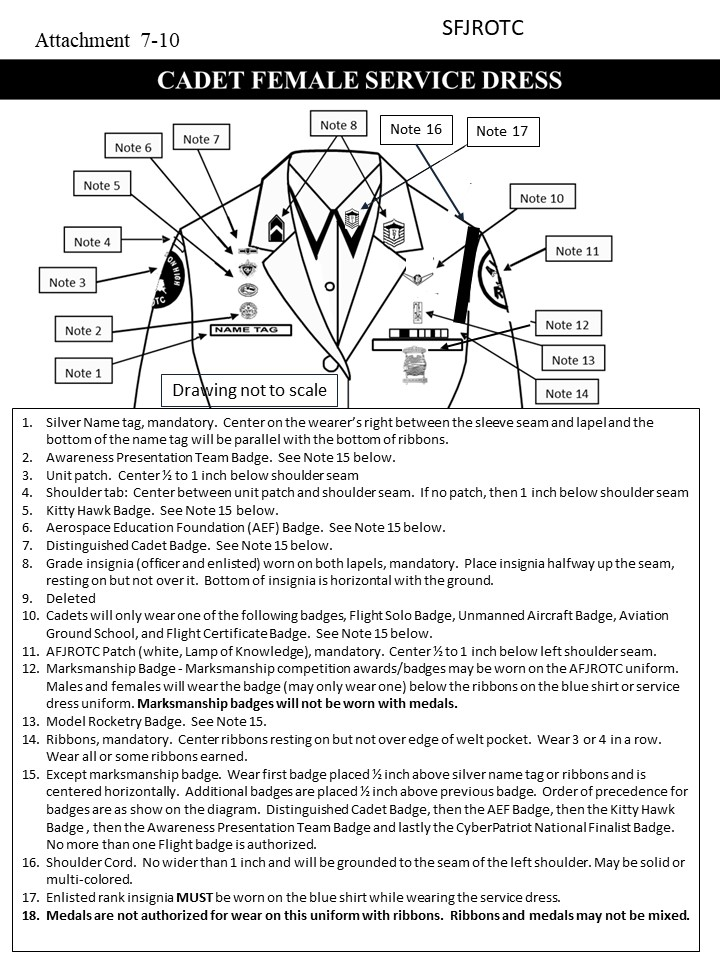 SFJROTC
Attachment 7-10
CADET FEMALE SERVICE DRESS
Note 8
Note 16
Note 17
Note 7
Note 6
Note 5
Note 10
Note 4
Note 11
Note 3
ON HIGH
OTC
Note 2
NAME TAG
Note 12
Note 13
Note 1
Note 14
Drawing not to scale
1. Silver Name tag, mandatory. Center on the wearer's right between the sleeve seam and lapel and the
bottom of the name tag will be parallel with the bottom of ribbons.
2. Awareness Presentation Team Badge. See Note 15 below.
3. Unit patch. Center ½ to 1 inch below shoulder seam
4. Shoulder tab: Center between unit patch and shoulder seam. If no patch, then 1 inch below shoulder seam
5. Kitty Hawk Badge. See Note 15 below.
6. Aerospace Education Foundation (AEF) Badge. See Note 15 below.
7. Distinguished Cadet Badge. See Note 15 below.
8. Grade insignia (officer and enlisted) worn on both lapels, mandatory. Place insignia halfway up the seam,
resting on but not over it. Bottom of insignia is horizontal with the ground.
9. Deleted
10. Cadets will only wear one of the following badges, Flight Solo Badge, Unmanned Aircraft Badge, Aviation
Ground School, and Flight Certificate Badge. See Note 15 below.
11. AFJROTC Patch (white, Lamp of Knowledge), mandatory. Center ½ to 1 inch below left shoulder seam.
12. Marksmanship Badge - Marksmanship competition awards/badges may be worn on the AFJROTC uniform.
Males and females will wear the badge (may only wear one) below the ribbons on the blue shirt or service
dress uniform. Marksmanship badges will not be worn with medals.
13. Model Rocketry Badge. See Note 15.
14. Ribbons, mandatory. Center ribbons resting on but not over edge of welt pocket. Wear 3 or 4 in a row.
Wear all or some ribbons earned.
15. Except marksmanship badge. Wear first badge placed ½ inch above silver name tag or ribbons and is
centered horizontally. Additional badges are placed ½ inch above previous badge. Order of precedence for
badges are as show on the diagram. Distinguished Cadet Badge, then the AEF Badge, then the Kitty Hawk
Badge , then the Awareness Presentation Team Badge and lastly the CyberPatriot National Finalist Badge.
No more than one Flight badge is authorized.
16. Shoulder Cord. No wider than 1 inch and will be grounded to the seam of the left shoulder. May be solid or
multi-colored.
17. Enlisted rank insignia MUST be worn on the blue shirt while wearing the service dress.
18. Medals are not authorized for wear on this uniform with ribbons. Ribbons and medals may not be mixed.